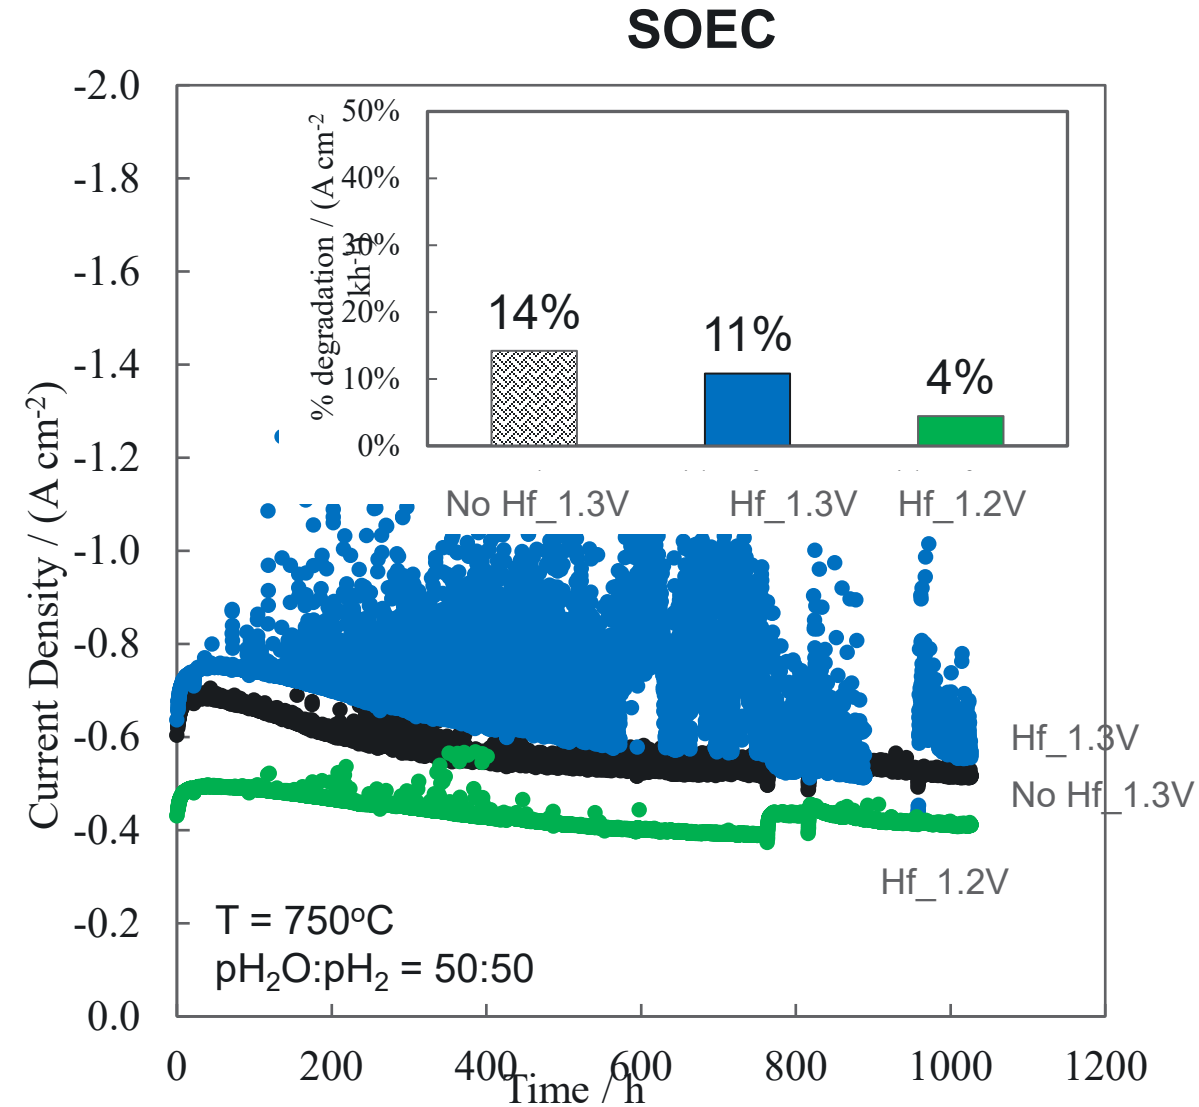 SOEC
-2.0
-1.8
-1.6
-1.4
-1.2
-1.0
-0.8
-0.6
-0.4
-0.2
0.0
Current Density / (A cm⁻²)
50%
40%
30%
20%
10%
0%
% degradation / (A cm⁻²
kh⁻¹)
14%
11%
4%
No Hf_1.3V
Hf_1.3V
Hf_1.2V
Hf_1.3V
No Hf_1.3V
Hf_1.2V
T = 750ºC
pH₂O:pH₂ = 50:50
0
200
400
600
800
1000
1200
Time / h